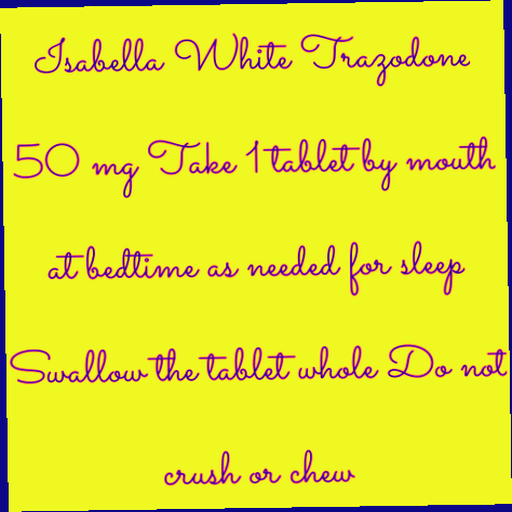 Isabella White Trazodone
50 mg Take 1 tablet by mouth
at bedtime as needed for sleep
Swallow the tablet whole Do not
crush or chew